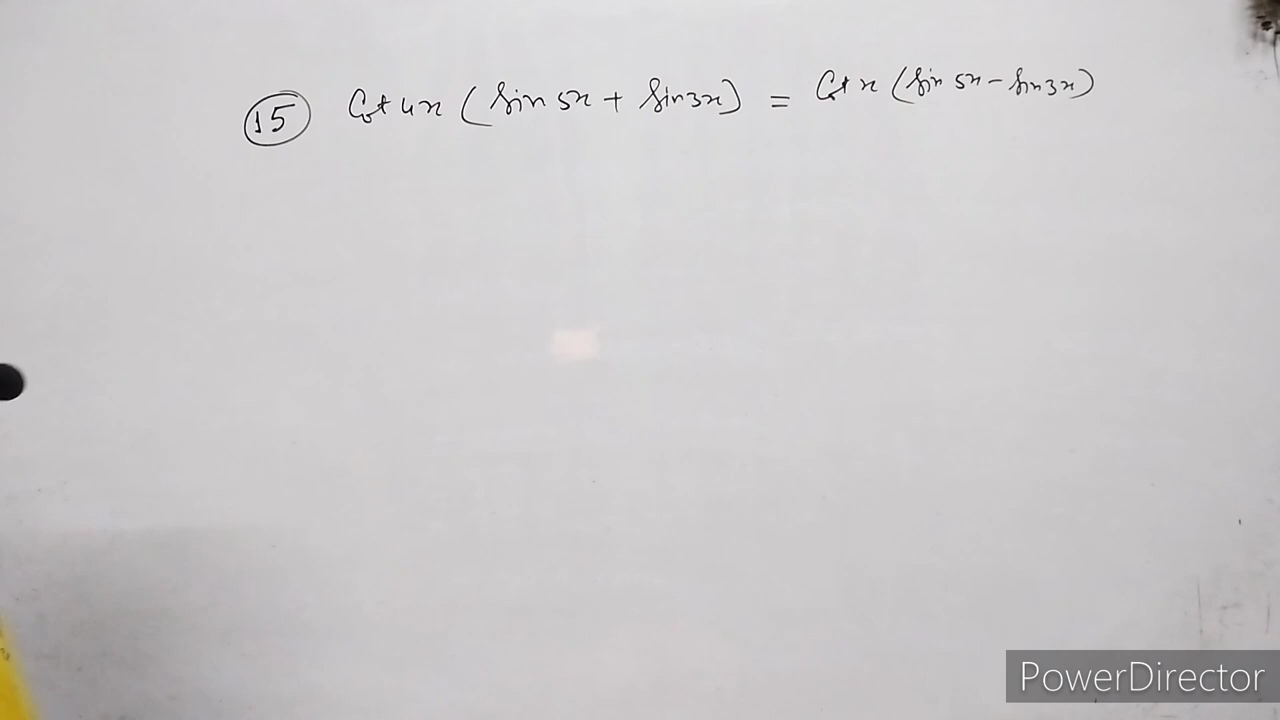 15 Cot 4x ( Sin 5x + Sin 3x ) = Cot x ( Sin 5x - Sin 3x )
PowerDirector